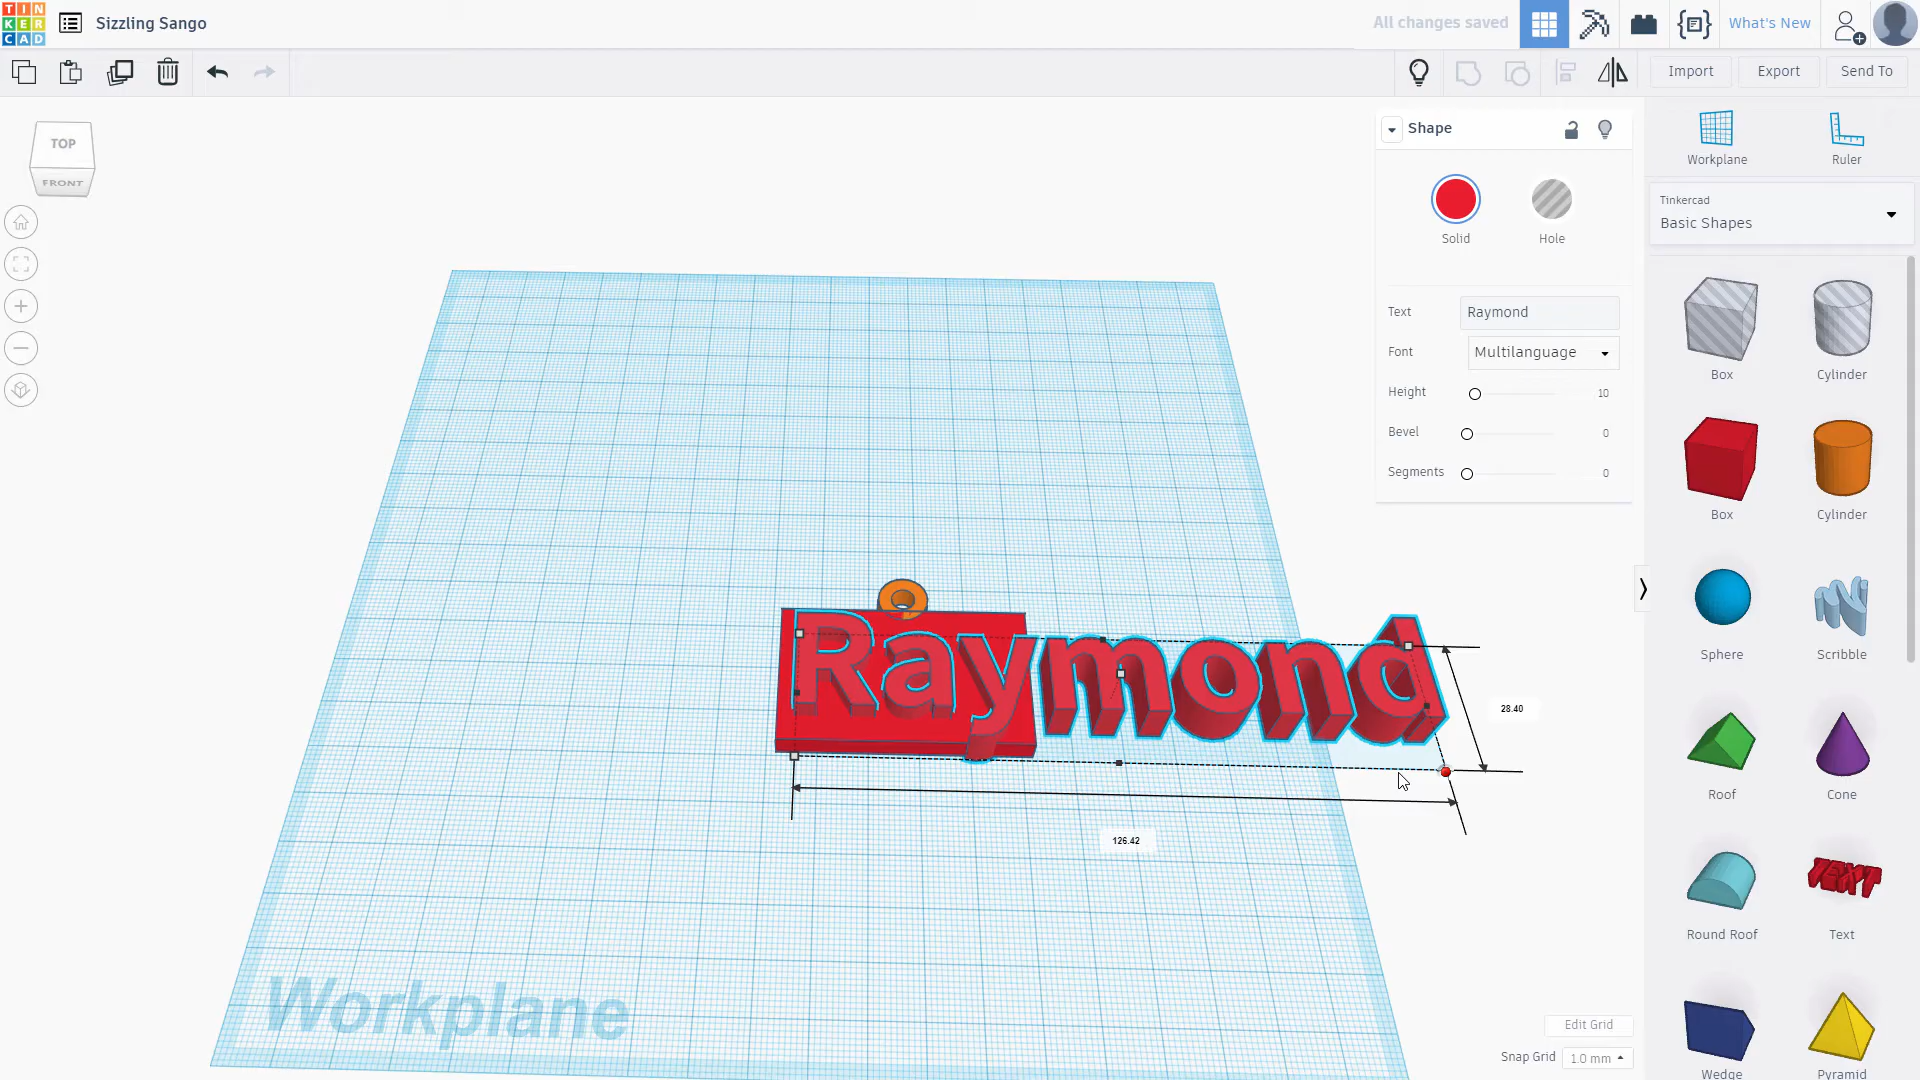 TIN
KER
CAD
Sizzling Sango
All changes saved
What's New
Import
Export
Send To
TOP
FRONT
Shape
Solid
Hole
Text
Raymond
Font
Multilanguage
Height
10
Bevel
0
Segments
0
Workplane
Ruler
Tinkercad
Basic Shapes
Box
Cylinder
Box
Cylinder
Sphere
Scribble
Roof
Cone
Round Roof
TEXT
Text
Wedge
Pyramid
Raymond
28.40
126.42
Workplane
Edit Grid
Snap Grid
1.0 mm